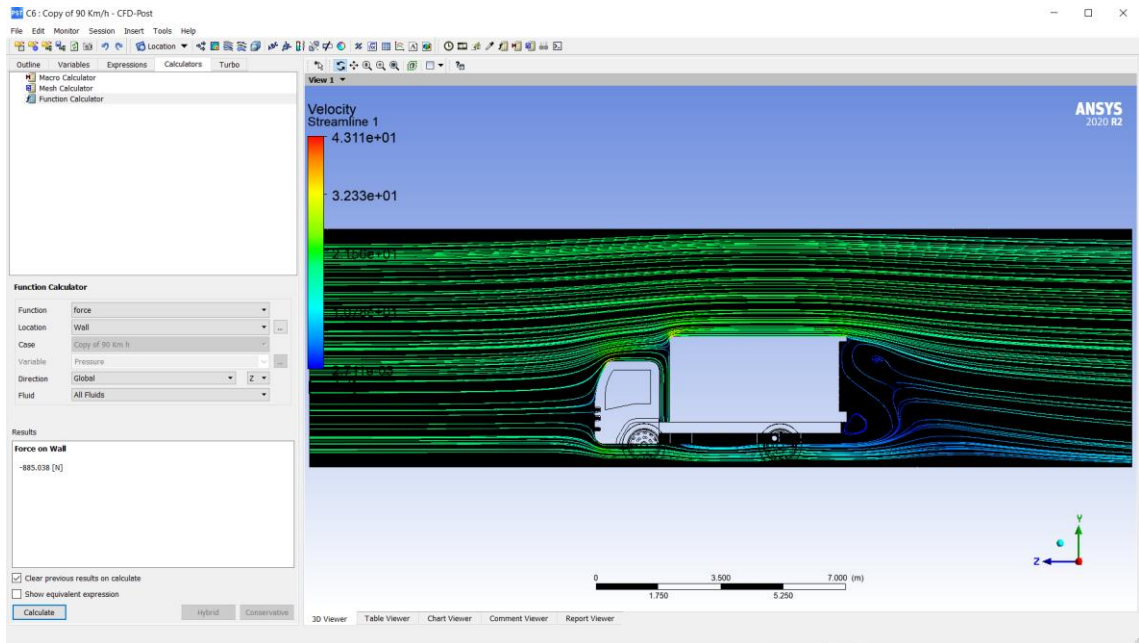 C6 : Copy of 90 Km/h - CFD-Post
File Edit Monitor Session Insert Tools Help
Location
Outline Variables Expressions Calculators Turbo
Macro Calculator
Mesh Calculator
Function Calculator
View 1
Velocity
Streamline 1
4.311e+01
3.233e+01
ANSYS
2020 R2
Function Calculator
Function force
Location Wall
Case Copy of 90 Km h
Variable Pressure
Direction Global Z
Fluid All Fluids
Results
Force on Wall
-885.038 [N]
Clear previous results on calculate
Show equivalent expression
Calculate Hybrid Conservative
Y
Z
0 3.500 7.000 (m)
1.750 5.250
3D Viewer Table Viewer Chart Viewer Comment Viewer Report Viewer